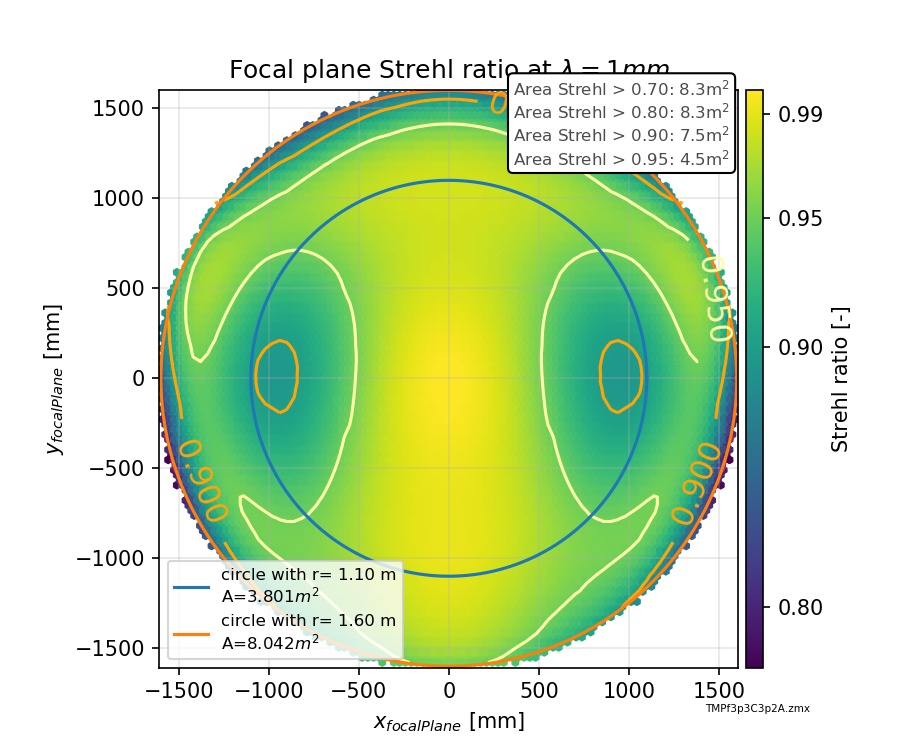 Focal plane Strehl ratio at λ = 1mm
Area Strehl > 0.70: 8.3m²
Area Strehl > 0.80: 8.3m²
Area Strehl > 0.90: 7.5m²
Area Strehl > 0.95: 4.5m²
1500
1000
500
0
−500
−1000
−1500
y_focalPlane [mm]
0.950
0.900
0.900
circle with r= 1.10 m
A=3.801m²
circle with r= 1.60 m
A=8.042m²
−1500 −1000 −500 0 500 1000 1500
x_focalPlane [mm]
0.99
0.95
0.90
0.80
Strehl ratio [-]
TMPf3p3C3p2A.zmx